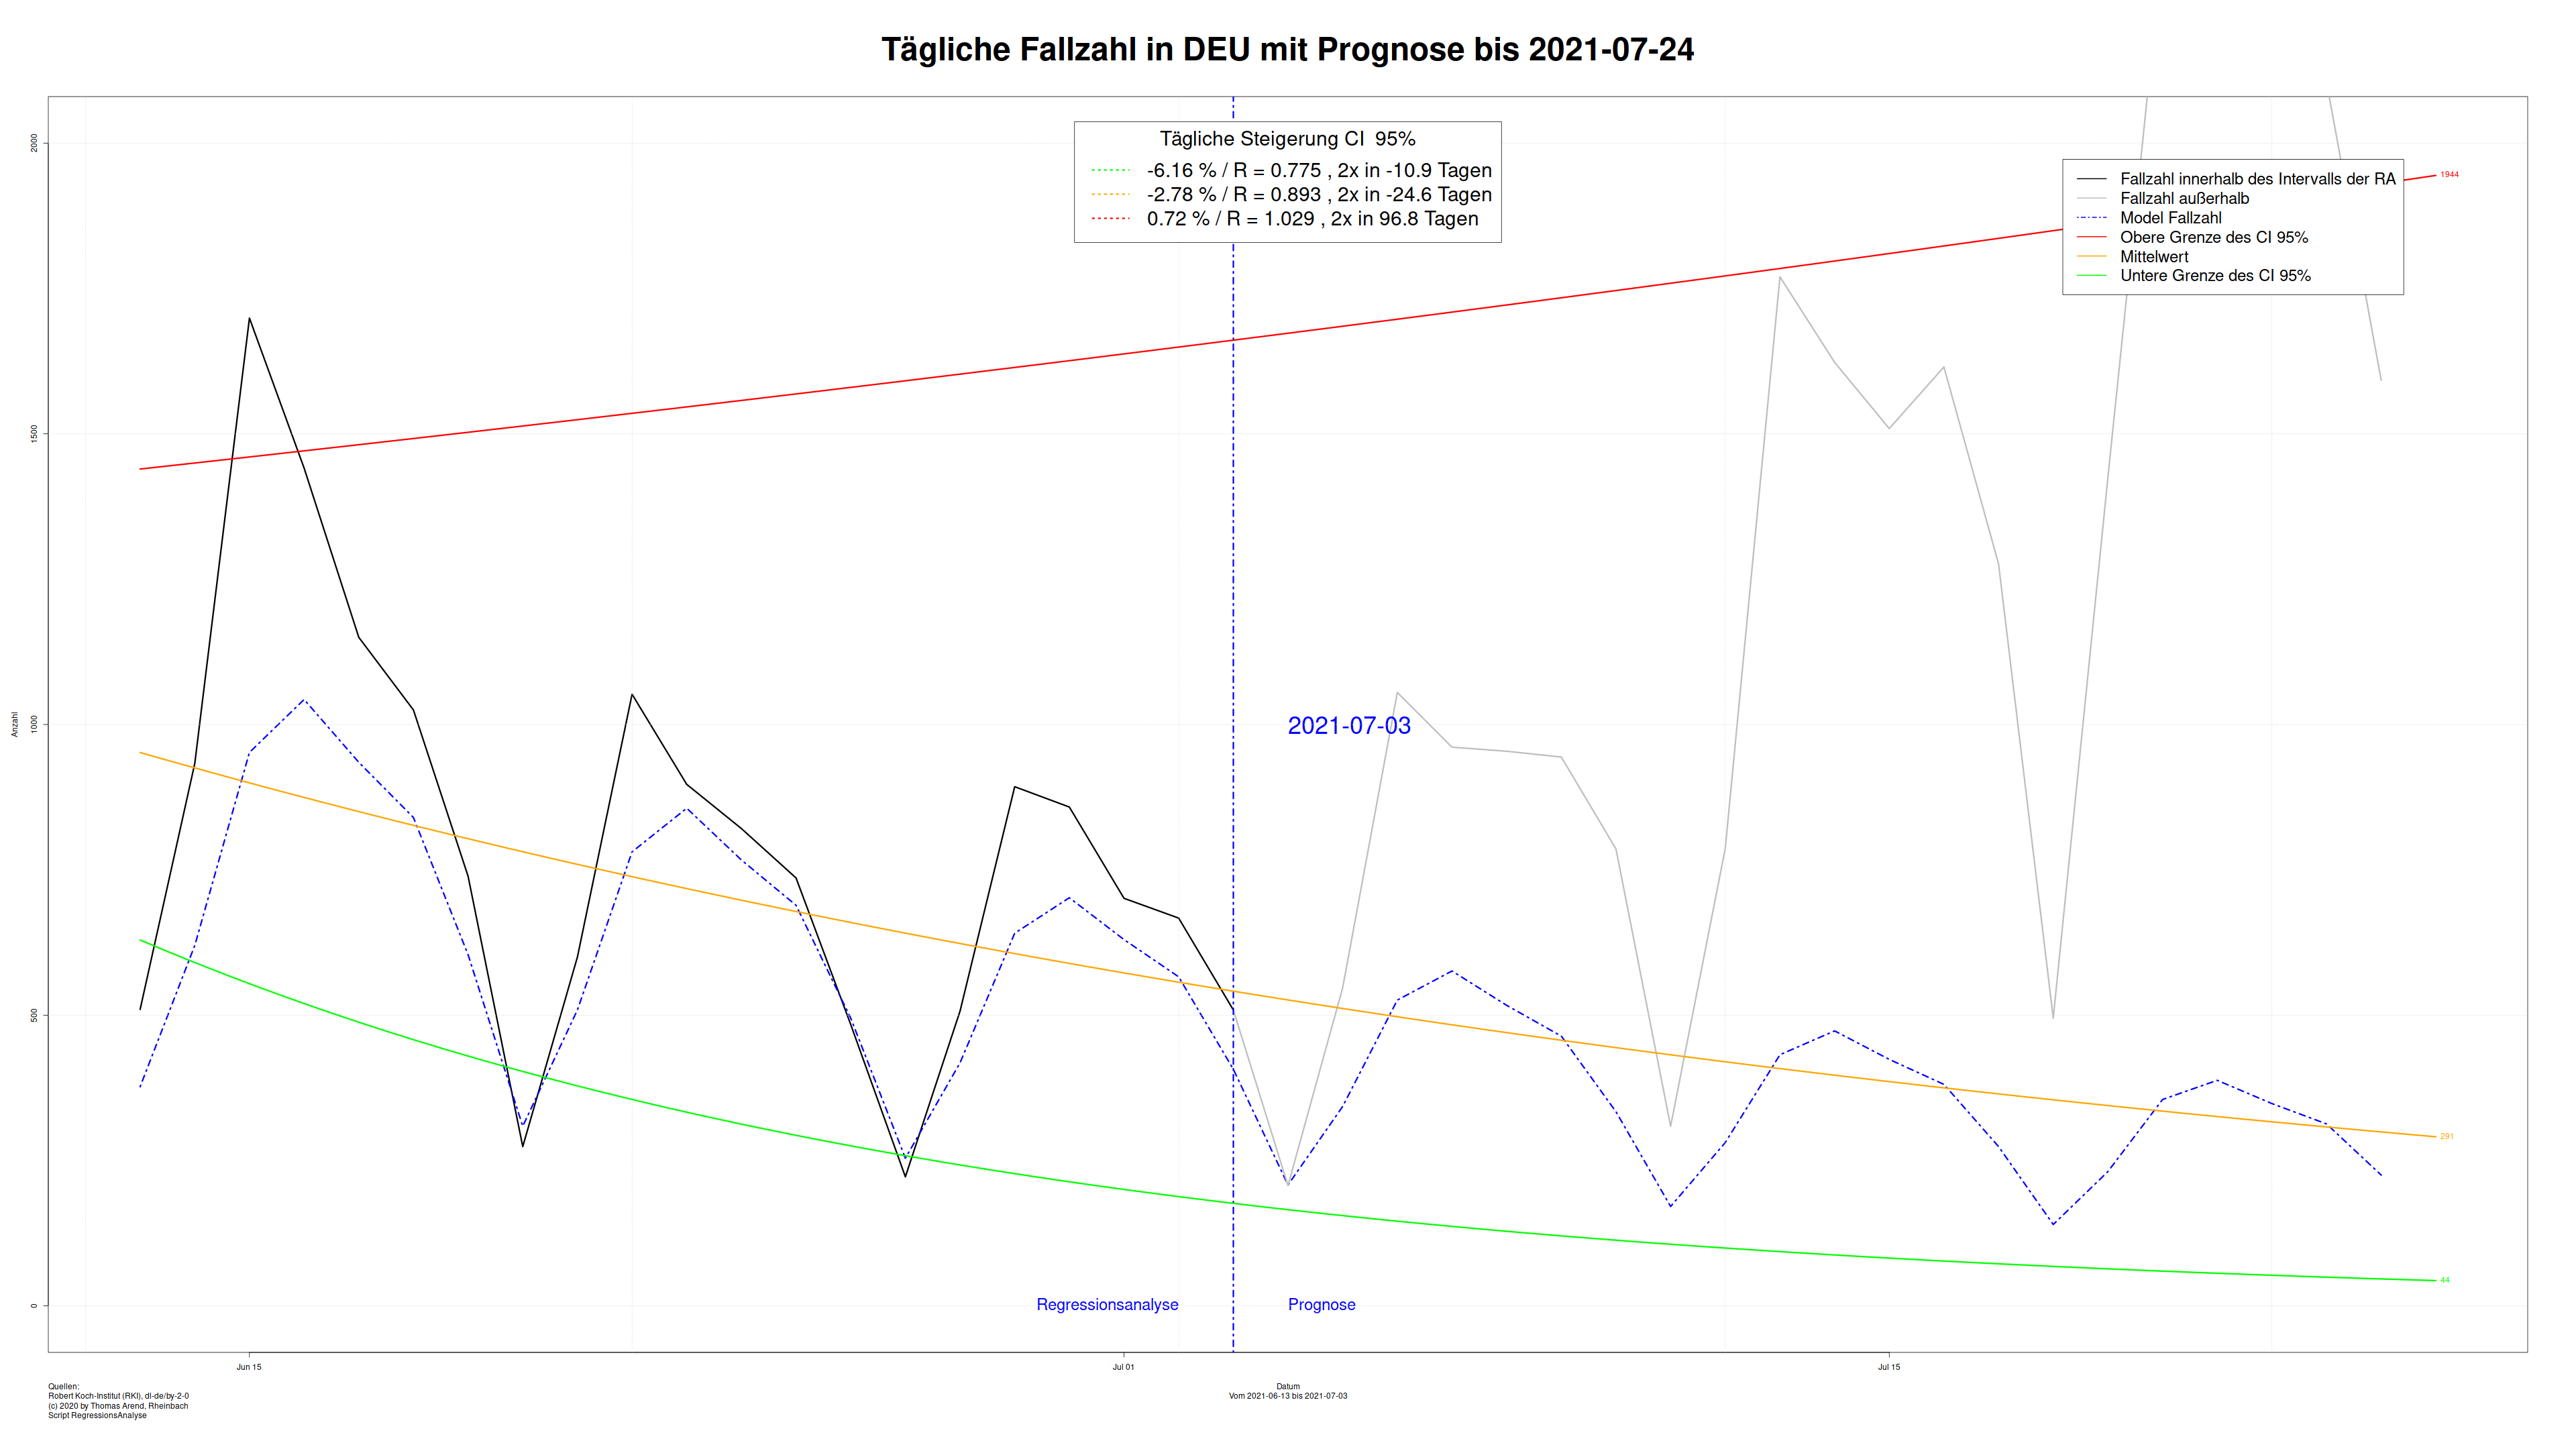 Tägliche Fallzahl in DEU mit Prognose bis 2021-07-24
Tägliche Steigerung CI  95%
-6.16 % / R = 0.775 , 2x in -10.9 Tagen
-2.78 % / R = 0.893 , 2x in -24.6 Tagen
0.72 % / R = 1.029 , 2x in 96.8 Tagen
Fallzahl innerhalb des Intervalls der RA
Fallzahl außerhalb
Model Fallzahl
Obere Grenze des CI 95%
Mittelwert
Untere Grenze des CI 95%
1944
291
44
2021-07-03
Regressionsanalyse
Prognose
Anzahl
2000
1500
1000
500
0
Jun 15
Jul 01
Jul 15
Datum
Vom 2021-06-13 bis 2021-07-03
Quellen:
Robert Koch-Institut (RKI), dl-de/by-2-0
(c) 2020 by Thomas Arend, Rheinbach
Script RegressionsAnalyse